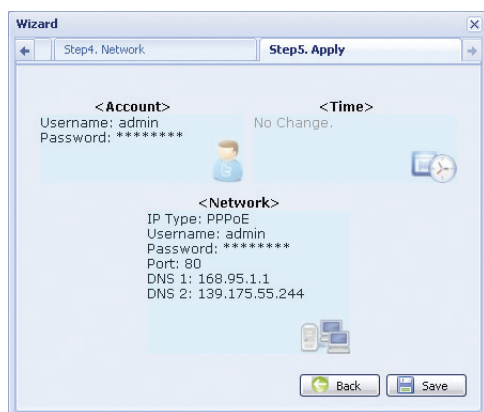 Wizard
Step4. Network
Step5. Apply
<Account>
Username: admin
Password: ********
<Time>
No Change.
<Network>
IP Type: PPPoE
Username: admin
Password: ********
Port: 80
DNS 1: 168.95.1.1
DNS 2: 139.175.55.244
Back
Save